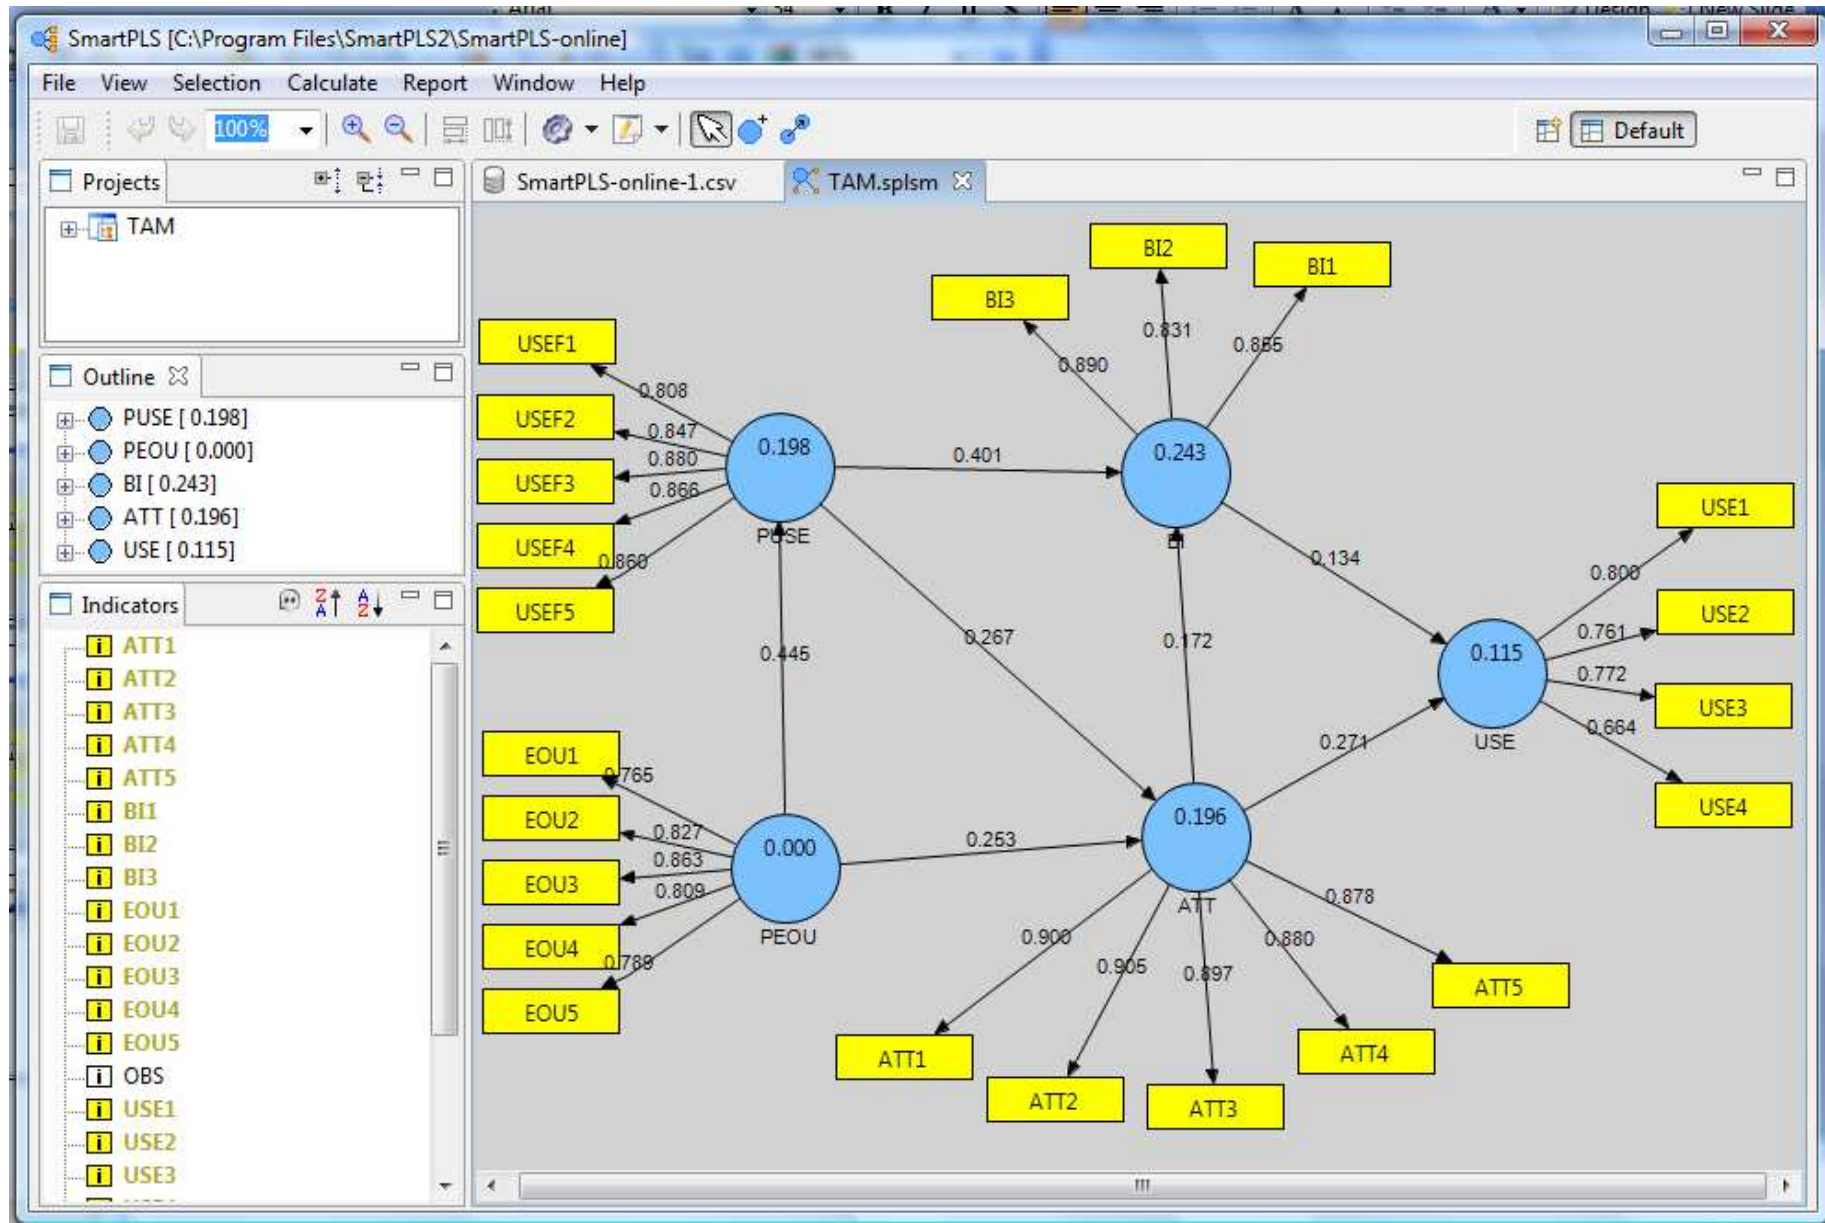 SmartPLS [C:\Program Files\SmartPLS2\SmartPLS-online]
File View Selection Calculate Report Window Help
100%
Default
Projects
TAM
Outline
PUSE [ 0.198]
PEOU [ 0.000]
BI [ 0.243]
ATT [ 0.196]
USE [ 0.115]
Indicators
ATT1
ATT2
ATT3
ATT4
ATT5
BI1
BI2
BI3
EOU1
EOU2
EOU3
EOU4
EOU5
OBS
USE1
USE2
USE3
SmartPLS-online-1.csv
TAM.splsm
BI2
BI1
BI3
0.831
0.890
USEF1
0.808
USEF2
0.847
0.880
USEF3
0.866
USEF4
0.860
USEF5
0.198
PUSE
0.401
0.243
BI
0.134
USE1
0.800
USE2
0.761
0.772
USE3
0.664
USE4
0.115
USE
0.445
0.267
0.172
0.271
EOU1
0.765
EOU2
0.827
0.863
EOU3
0.809
EOU4
0.789
EOU5
0.000
PEOU
0.253
0.196
ATT
0.900
0.905
0.897
0.880
0.878
ATT5
ATT1
ATT4
ATT2
ATT3